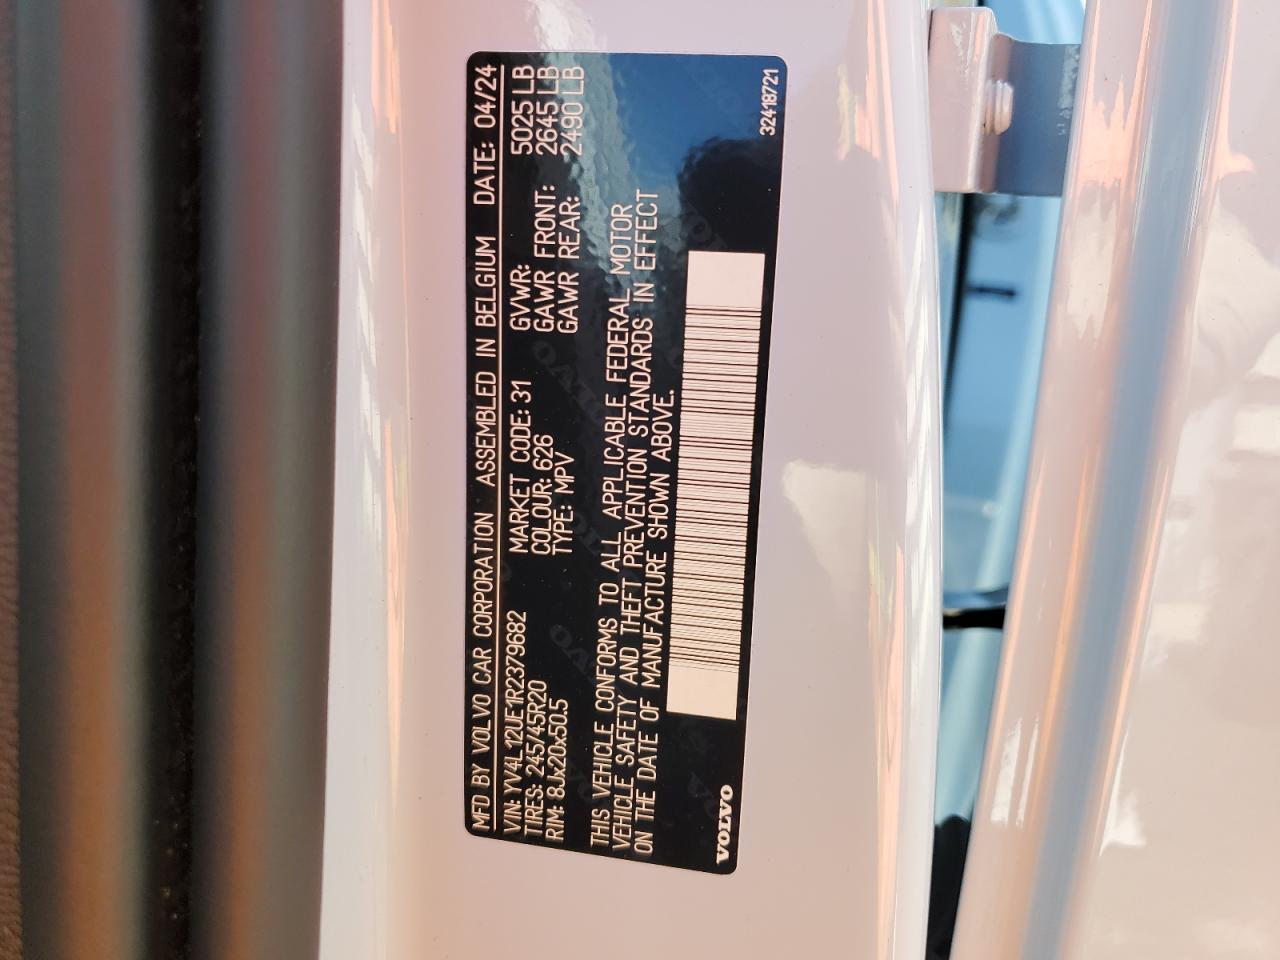 MFD BY VOLVO CAR CORPORATION ASSEMBLED IN BELGIUM DATE: 04/24
VIN: YV4L12UE1R2379682 MARKET CODE: 31 GVWR: 5025 LB
TIRES: 245/45R20 COLOUR: 626 GAWR FRONT: 2645 LB
RIM: 8Jx20x50.5 TYPE: MPV GAWR REAR: 2490 LB
THIS VEHICLE CONFORMS TO ALL APPLICABLE FEDERAL MOTOR
VEHICLE SAFETY AND THEFT PREVENTION STANDARDS IN EFFECT
ON THE DATE OF MANUFACTURE SHOWN ABOVE.
VOLVO 32418721